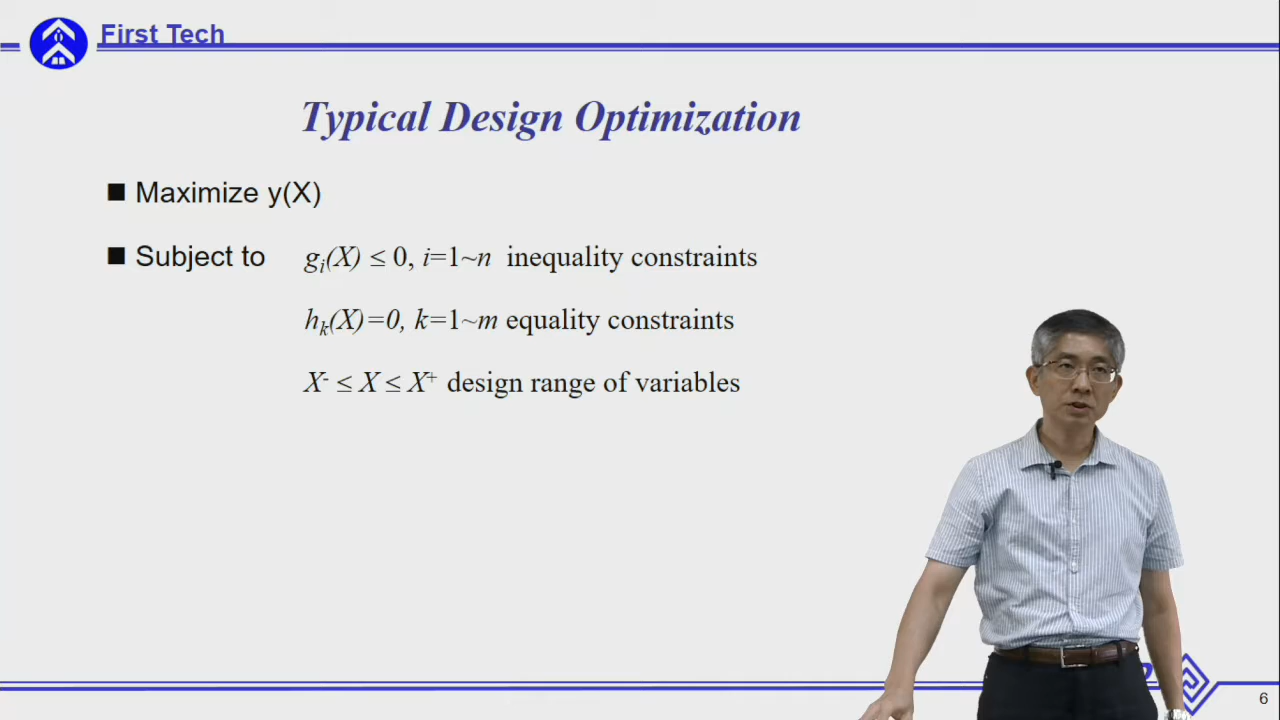 First Tech
Typical Design Optimization
■ Maximize y(X)
■ Subject to gᵢ(X) ≤ 0, i=1~n inequality constraints
hₖ(X)=0, k=1~m equality constraints
X⁻ ≤ X ≤ X⁺ design range of variables
6